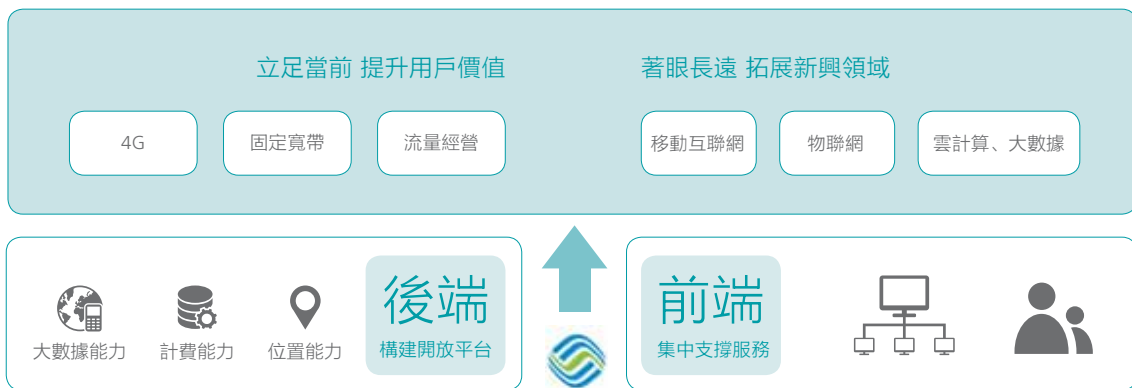 立足當前 提升用戶價值
著眼長遠 拓展新興領域
4G
固定寬帶
流量經營
移動互聯網
物聯網
雲計算、大數據
大數據能力
計費能力
位置能力
後端
構建開放平台
前端
集中支撐服務